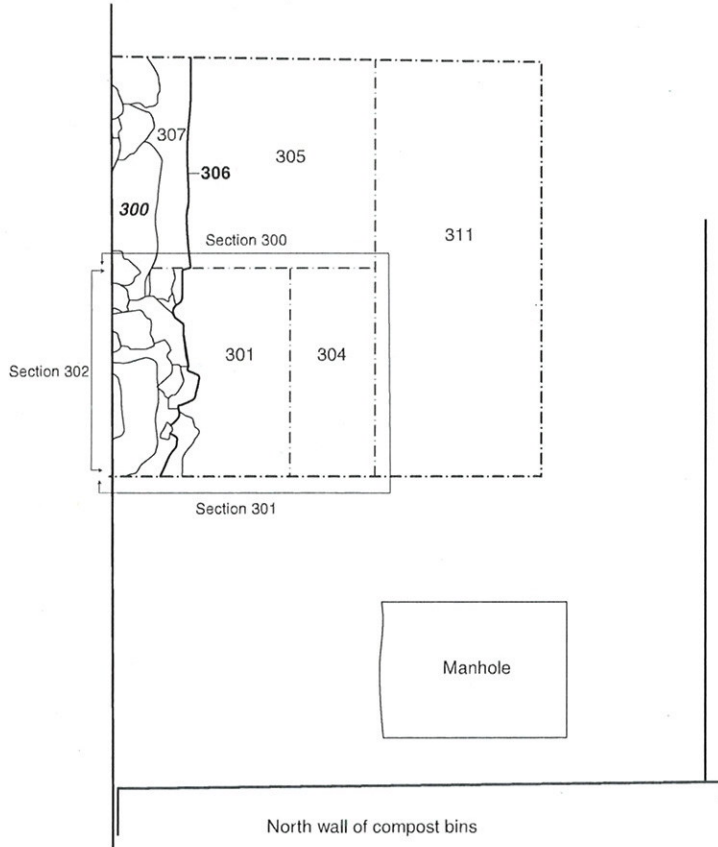 307
305
306
300
311
Section 300
301
304
Section 302
Section 301
Manhole
North wall of compost bins